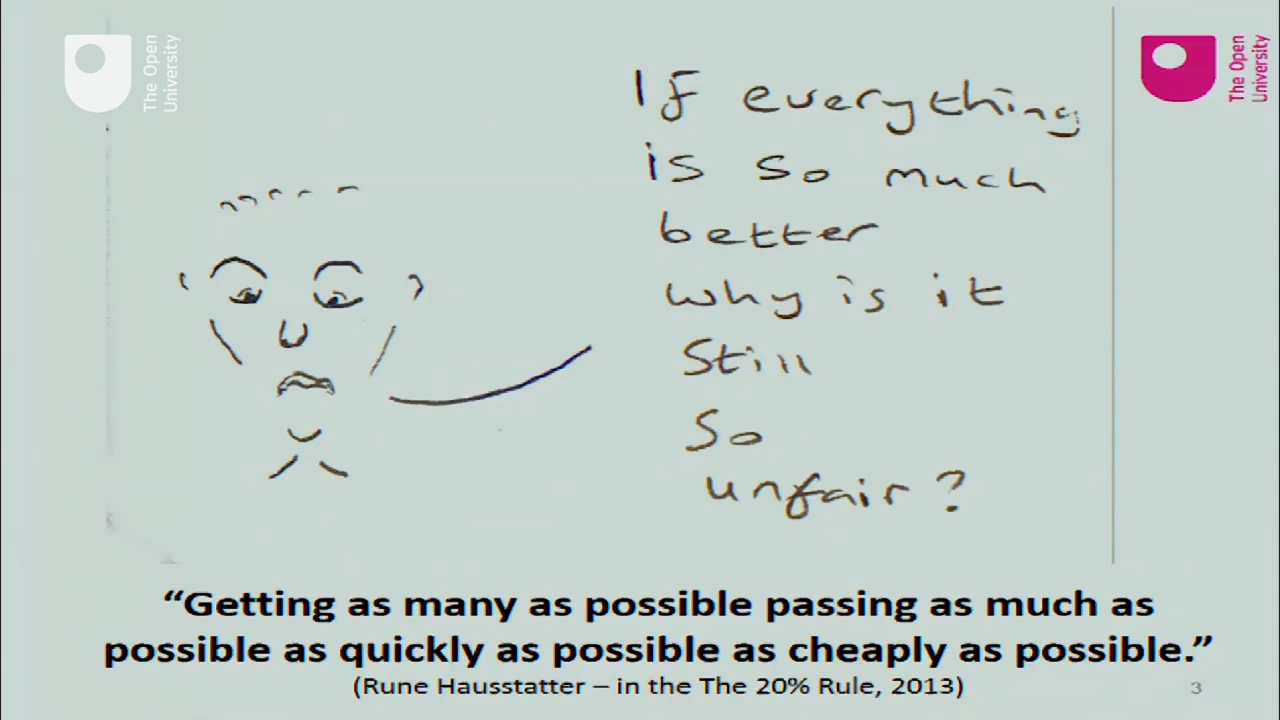 The Open
University
The Open
University
If everything
is so much
better
why is it
still
so
unfair?
“Getting as many as possible passing as much as
possible as quickly as possible as cheaply as possible.”
(Rune Hausstatter – in the The 20% Rule, 2013)
3